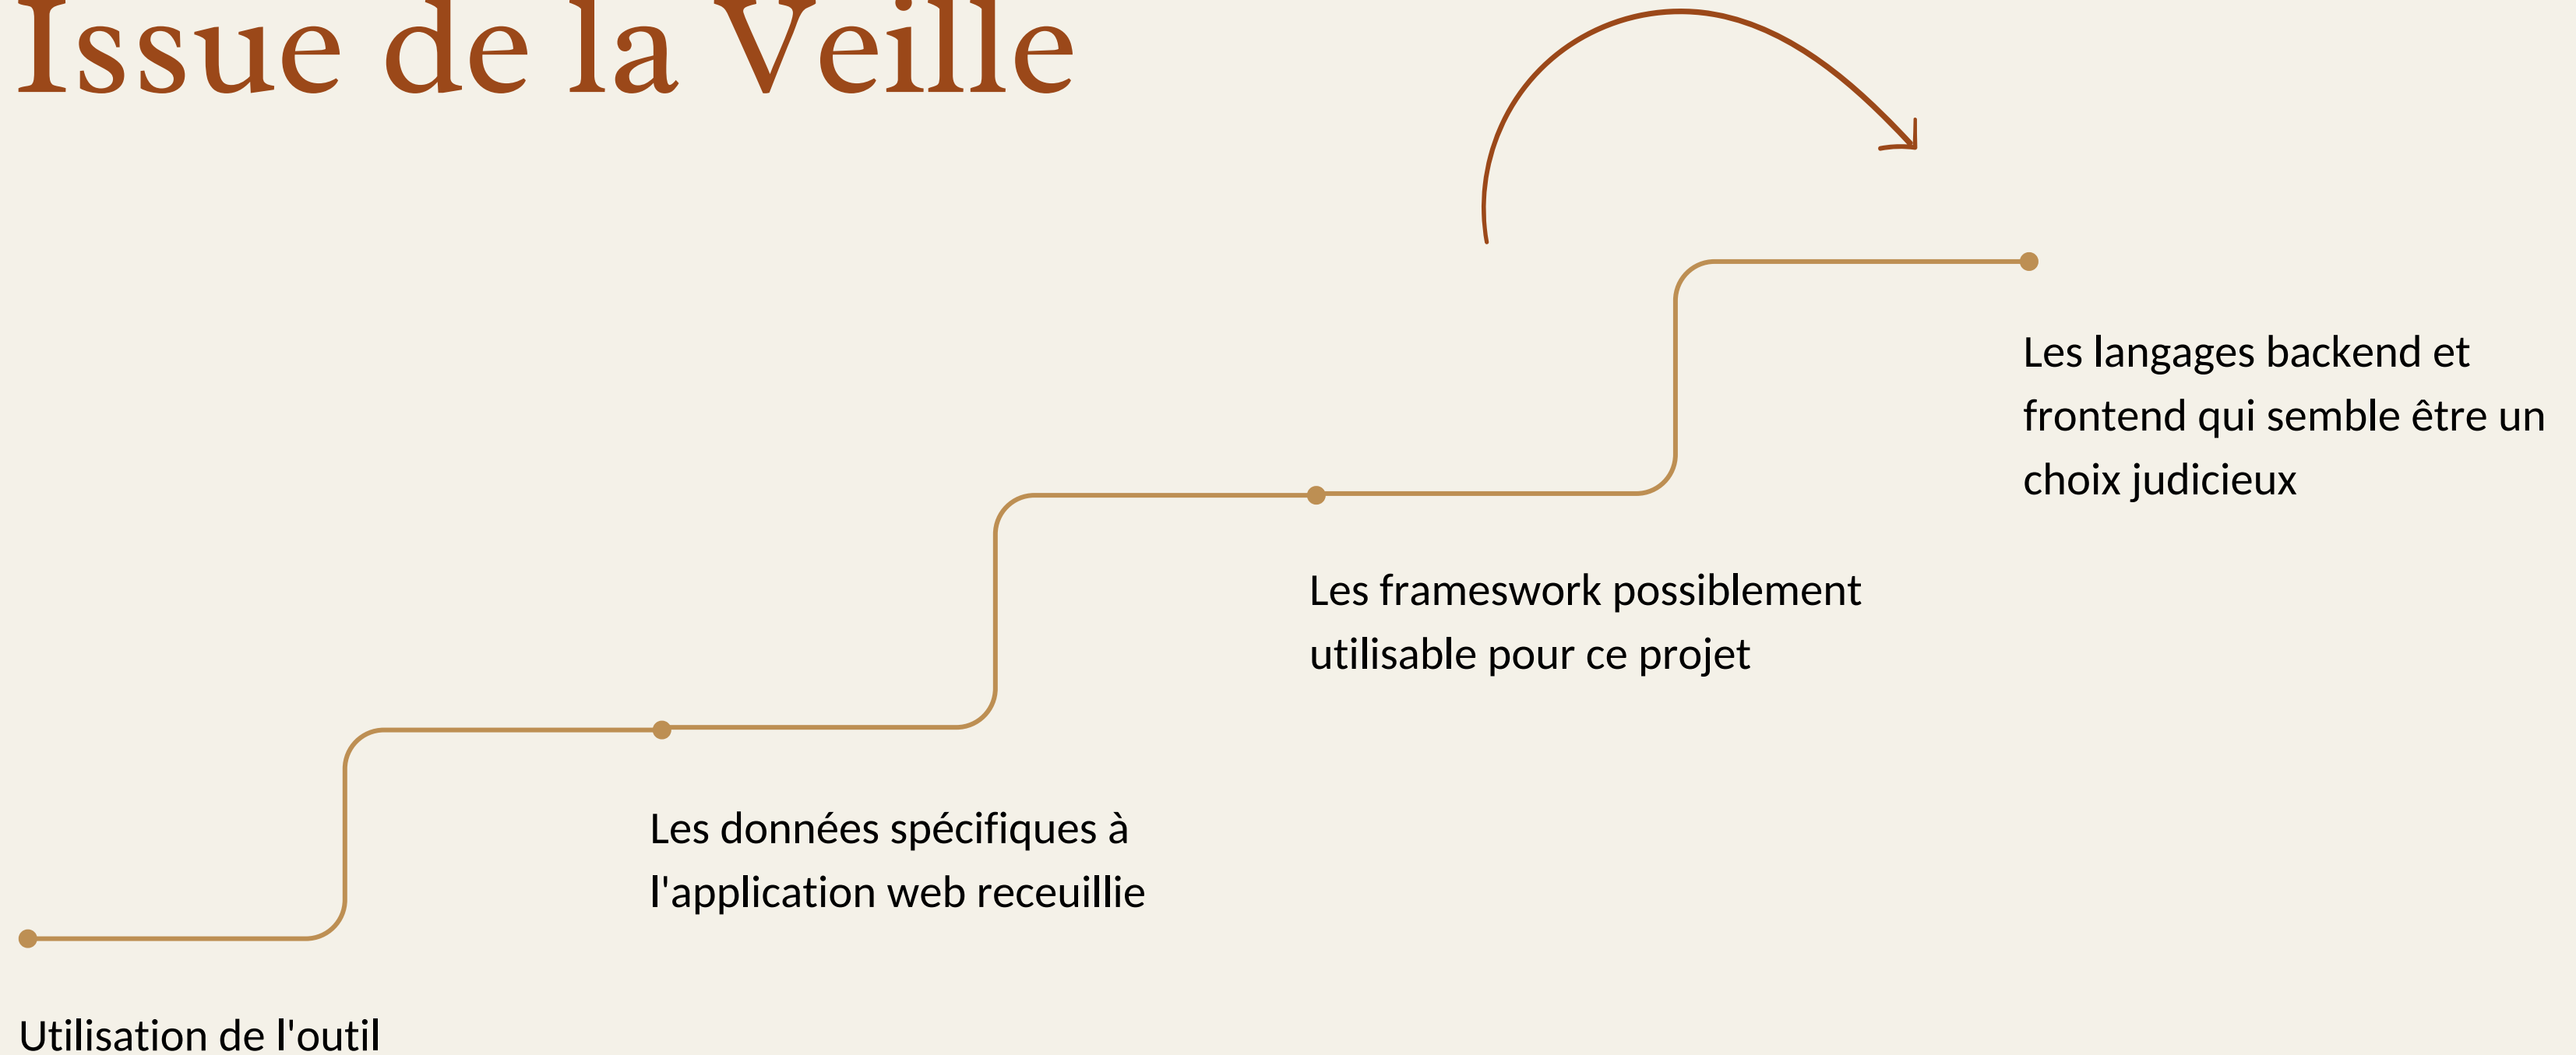 Issue de la Veille
Les langages backend et
frontend qui semble être un
choix judicieux
Les frameswork possiblement
utilisable pour ce projet
Les données spécifiques à
l'application web receuillie
Utilisation de l'outil